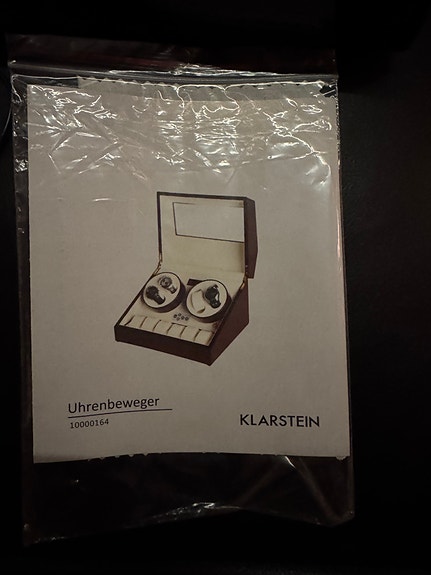 Uhrenbeweger
10000164
KLARSTEIN